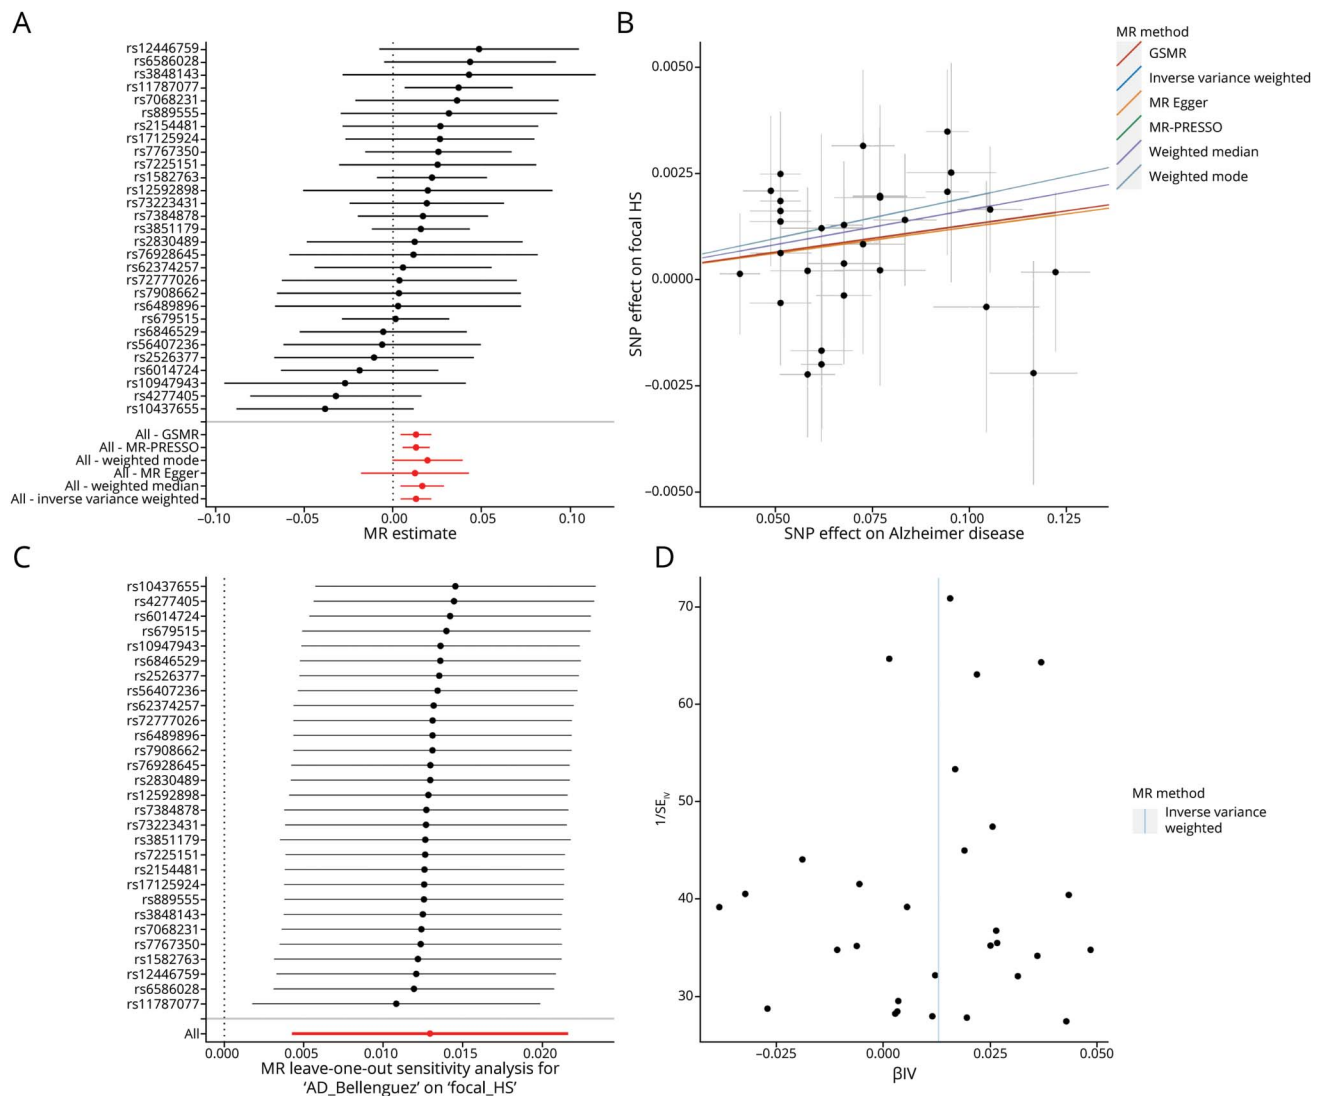 A
rs12446759
rs6586028
rs3848143
rs11787077
rs7068231
rs889555
rs2154481
rs17125924
rs7767350
rs7225151
rs1582763
rs12592898
rs73223431
rs7384878
rs3851179
rs2830489
rs76928645
rs62374257
rs72777026
rs7908662
rs6489896
rs679515
rs6846529
rs56407236
rs2526377
rs6014724
rs10947943
rs4277405
rs10437655
All - GSMR
All - MR-PRESSO
All - weighted mode
All - MR Egger
All - weighted median
All - inverse variance weighted
−0.10 −0.05 0.00 0.05 0.10
MR estimate
B
0.0050
0.0025
0.0000
−0.0025
−0.0050
SNP effect on focal HS
0.050 0.075 0.100 0.125
SNP effect on Alzheimer disease
MR method
GSMR
Inverse variance weighted
MR Egger
MR-PRESSO
Weighted median
Weighted mode
C
rs10437655
rs4277405
rs6014724
rs679515
rs10947943
rs6846529
rs2526377
rs56407236
rs62374257
rs72777026
rs6489896
rs7908662
rs76928645
rs2830489
rs12592898
rs7384878
rs73223431
rs3851179
rs7225151
rs2154481
rs17125924
rs889555
rs3848143
rs7068231
rs7767350
rs1582763
rs12446759
rs6586028
rs11787077
All
0.000 0.005 0.010 0.015 0.020
MR leave-one-out sensitivity analysis for
‘AD_Bellenguez’ on ‘focal_HS’
D
70
60
50
40
30
1/SEIV
−0.025 0.000 0.025 0.050
βIV
MR method
Inverse variance
weighted